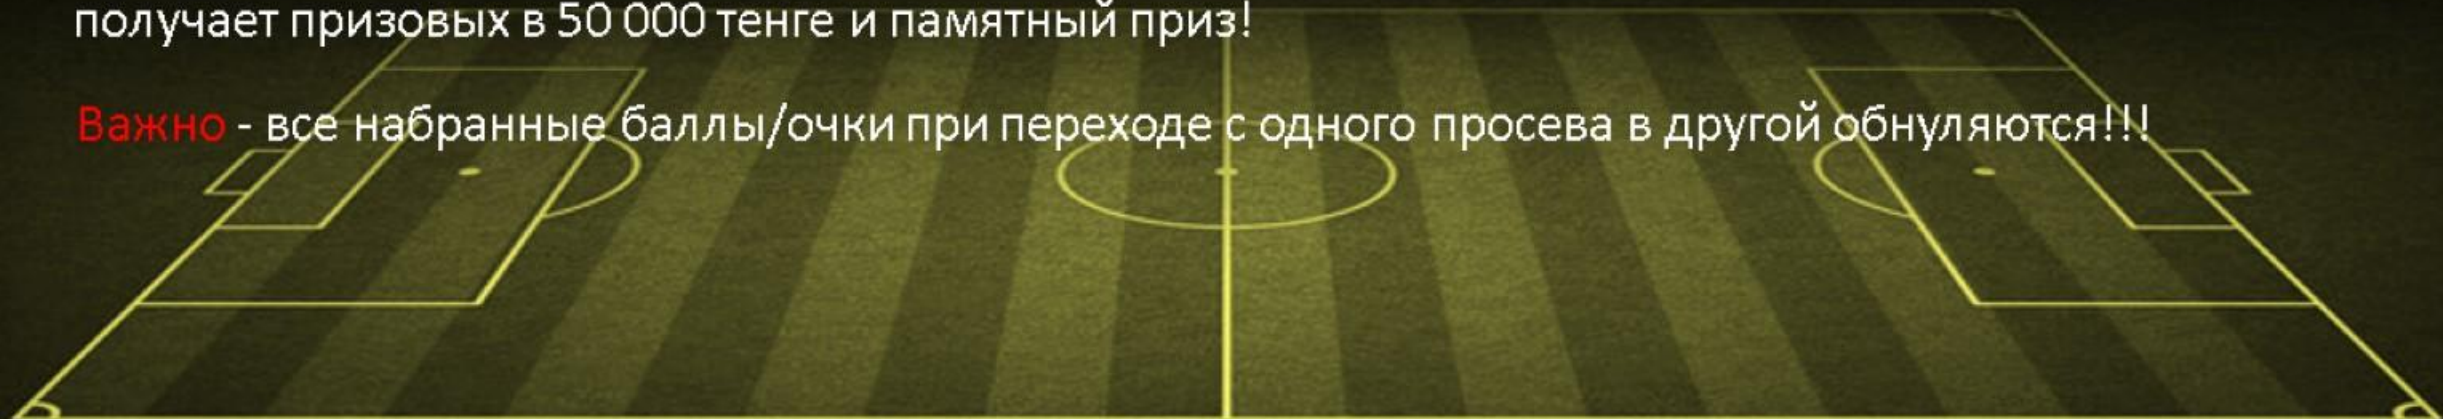 получает призовых в 50 000 тенге и памятный приз!
Важно - все набранные баллы/очки при переходе с одного просева в другой обнуляются!!!